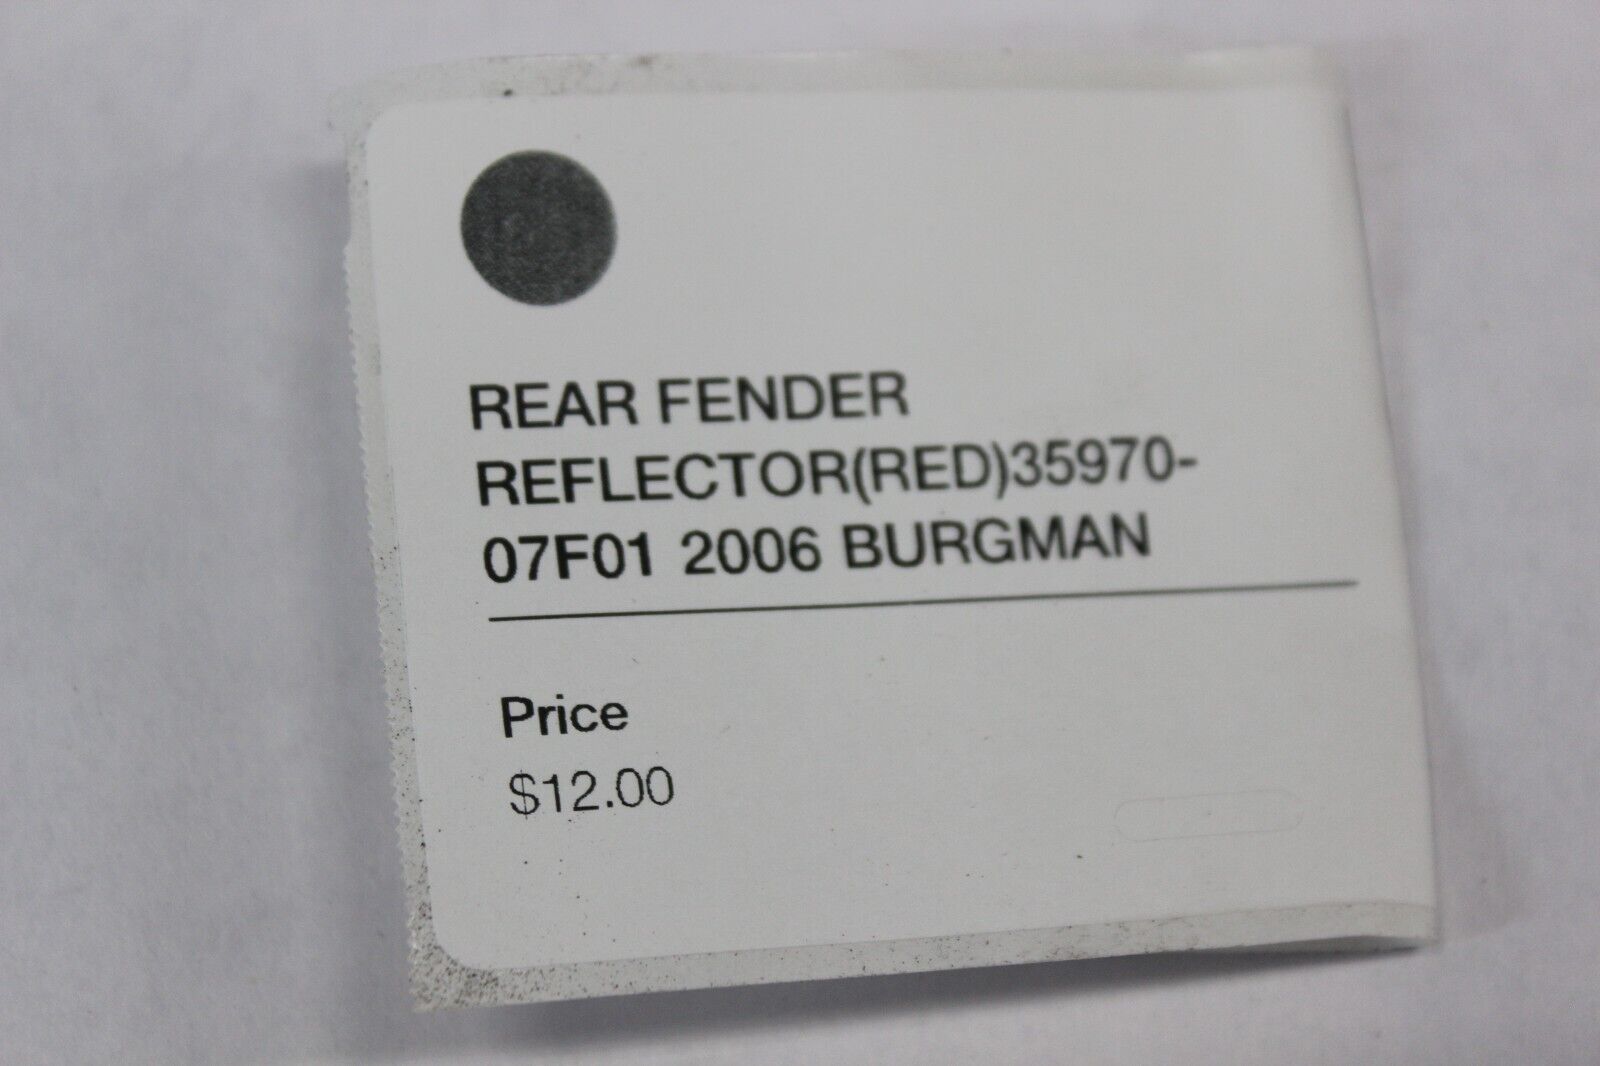 REAR FENDER
REFLECTOR(RED)35970-
07F01 2006 BURGMAN
Price
$12.00